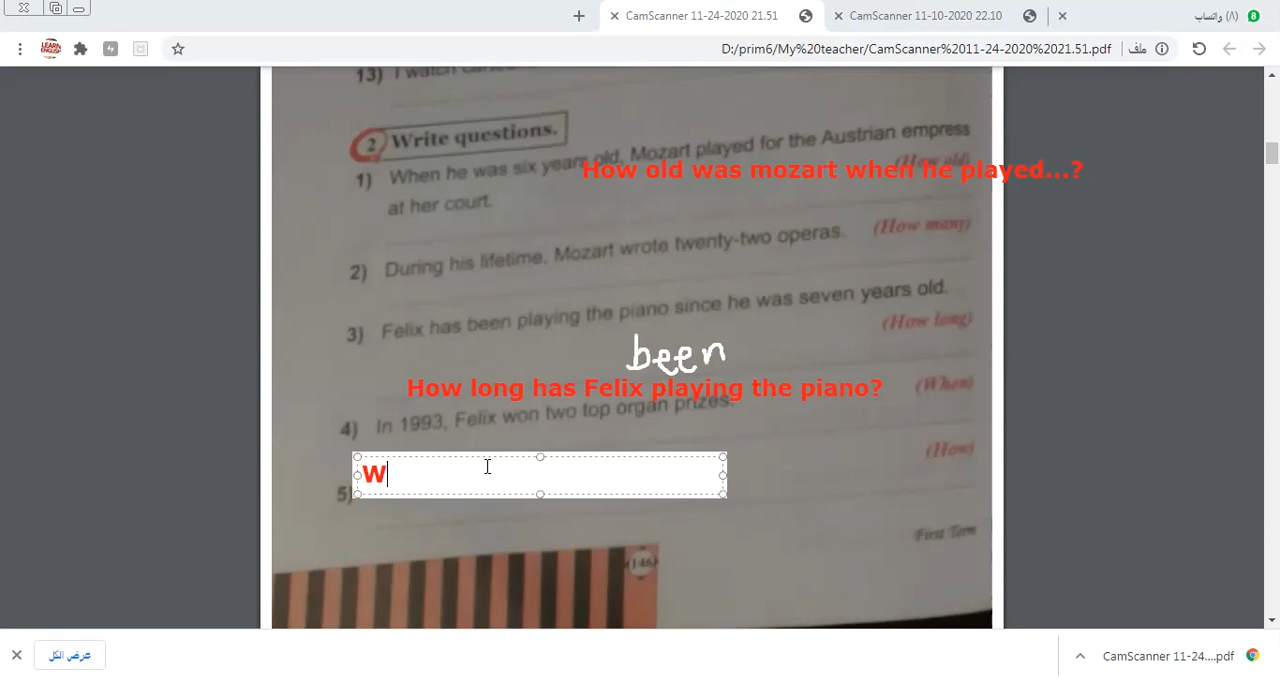 CamScanner 11-24-2020 21.51
CamScanner 11-10-2020 22.10
(٨) واتساب
8
D:/prim6/My%20teacher/CamScanner%2011-24-2020%2021.51.pdf
ملف
LEARN ENGLISH
13) I watch
2 Write questions.
1) When he was six years old, Mozart played for the Austrian empress
at her court.
(How old)
How old was mozart when he played...?
2) During his lifetime, Mozart wrote twenty-two operas.
(How many)
3) Felix has been playing the piano since he was seven years old.
(How long)
been
How long has Felix playing the piano?
4) In 1993, Felix won two top organ prizes.
(When)
W
5)
(How)
First Term
(146)
عرض الكل
CamScanner 11-24....pdf